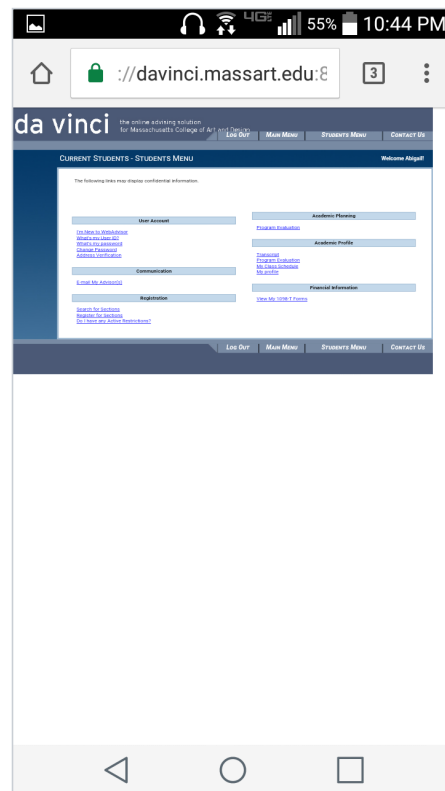 4G 55% 10:44 PM
://davinci.massart.edu:8 3
da vinci the online advising solution
for Massachusetts College of Art and Design
LOG OUT MAIN MENU STUDENTS MENU CONTACT US
CURRENT STUDENTS - STUDENTS MENU Welcome Abigail!
The following links may display confidential information.
User Account
I'm New to WebAdvisor
What's my User ID?
What's my password
Change Password
Address Verification
Communication
E-mail My Advisor(s)
Registration
Search for Sections
Register for Sections
Do I have any Active Restrictions?
Academic Planning
Program Evaluation
Academic Profile
Transcript
Program Evaluation
My Class Schedule
My profile
Financial Information
View My 1098-T Forms
LOG OUT MAIN MENU STUDENTS MENU CONTACT US